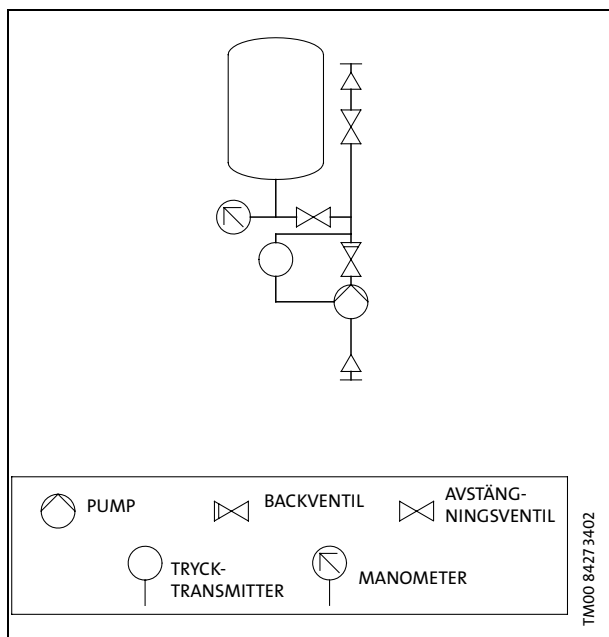 PUMP
BACKVENTIL
AVSTÄNG-
NINGSVENTIL
TRYCK-
TRANSMITTER
MANOMETER
TM00 8427 3402